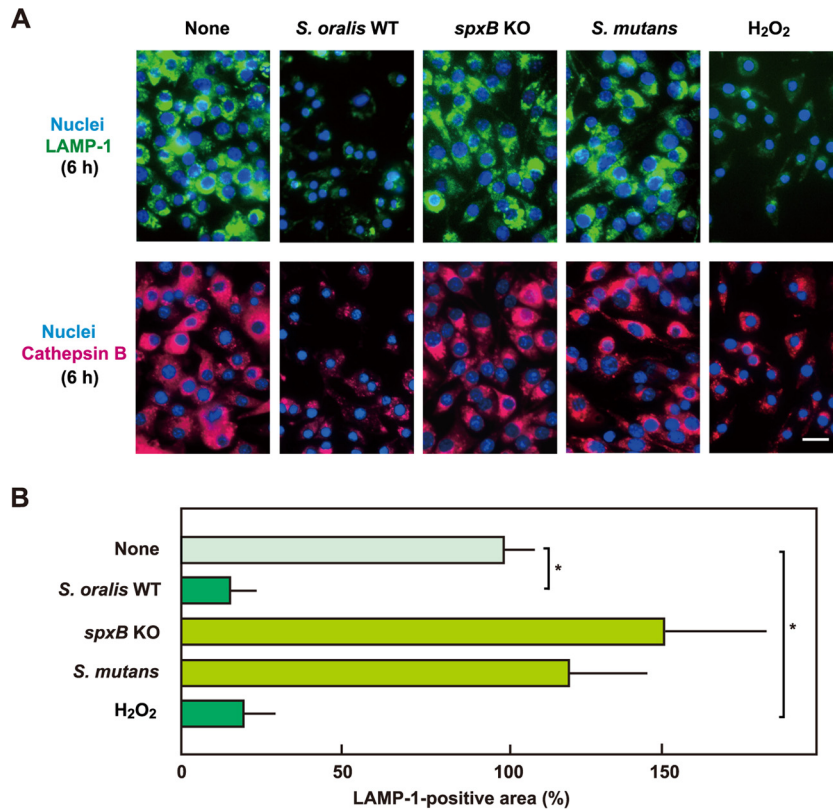 A
None S. oralis WT spxB KO S. mutans H₂O₂
Nuclei
LAMP-1
(6 h)
Nuclei
Cathepsin B
(6 h)
B
None
*
S. oralis WT
spxB KO
*
S. mutans
H₂O₂
0 50 100 150
LAMP-1-positive area (%)